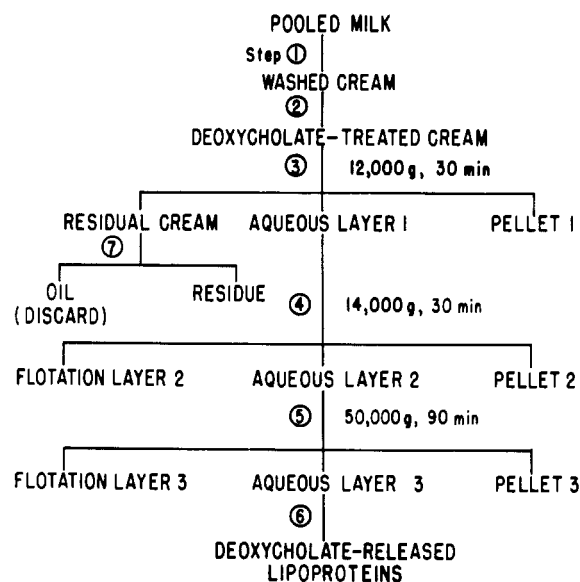 POOLED MILK
Step ①
WASHED CREAM
②
DEOXYCHOLATE-TREATED CREAM
③ 12,000 g, 30 min
RESIDUAL CREAM AQUEOUS LAYER 1 PELLET 1
⑦
OIL (DISCARD) RESIDUE
④ 14,000 g, 30 min
FLOTATION LAYER 2 AQUEOUS LAYER 2 PELLET 2
⑤ 50,000 g, 90 min
FLOTATION LAYER 3 AQUEOUS LAYER 3 PELLET 3
⑥
DEOXYCHOLATE-RELEASED
LIPOPROTEINS